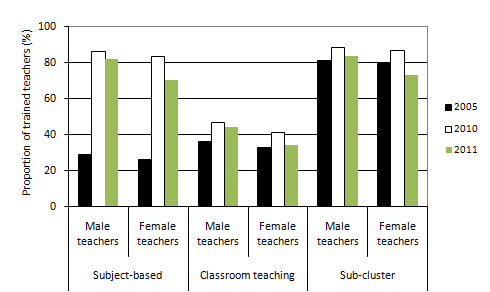 Proportion of trained teachers (%)
100
80
60
40
20
0
Male teachers
Female teachers
Male teachers
Female teachers
Male teachers
Female teachers
Subject-based
Classroom teaching
Sub-cluster
2005
2010
2011